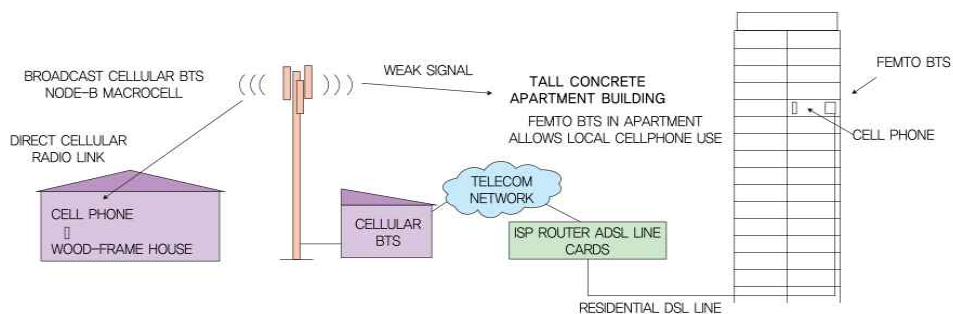 BROADCAST CELLULAR BTS
NODE-B MACROCELL
WEAK SIGNAL
TALL CONCRETE
APARTMENT BUILDING
FEMTO BTS IN APARTMENT
ALLOWS LOCAL CELLPHONE USE
FEMTO BTS
CELL PHONE
DIRECT CELLULAR
RADIO LINK
CELL PHONE
WOOD-FRAME HOUSE
CELLULAR
BTS
TELECOM
NETWORK
ISP ROUTER ADSL LINE
CARDS
RESIDENTIAL DSL LINE